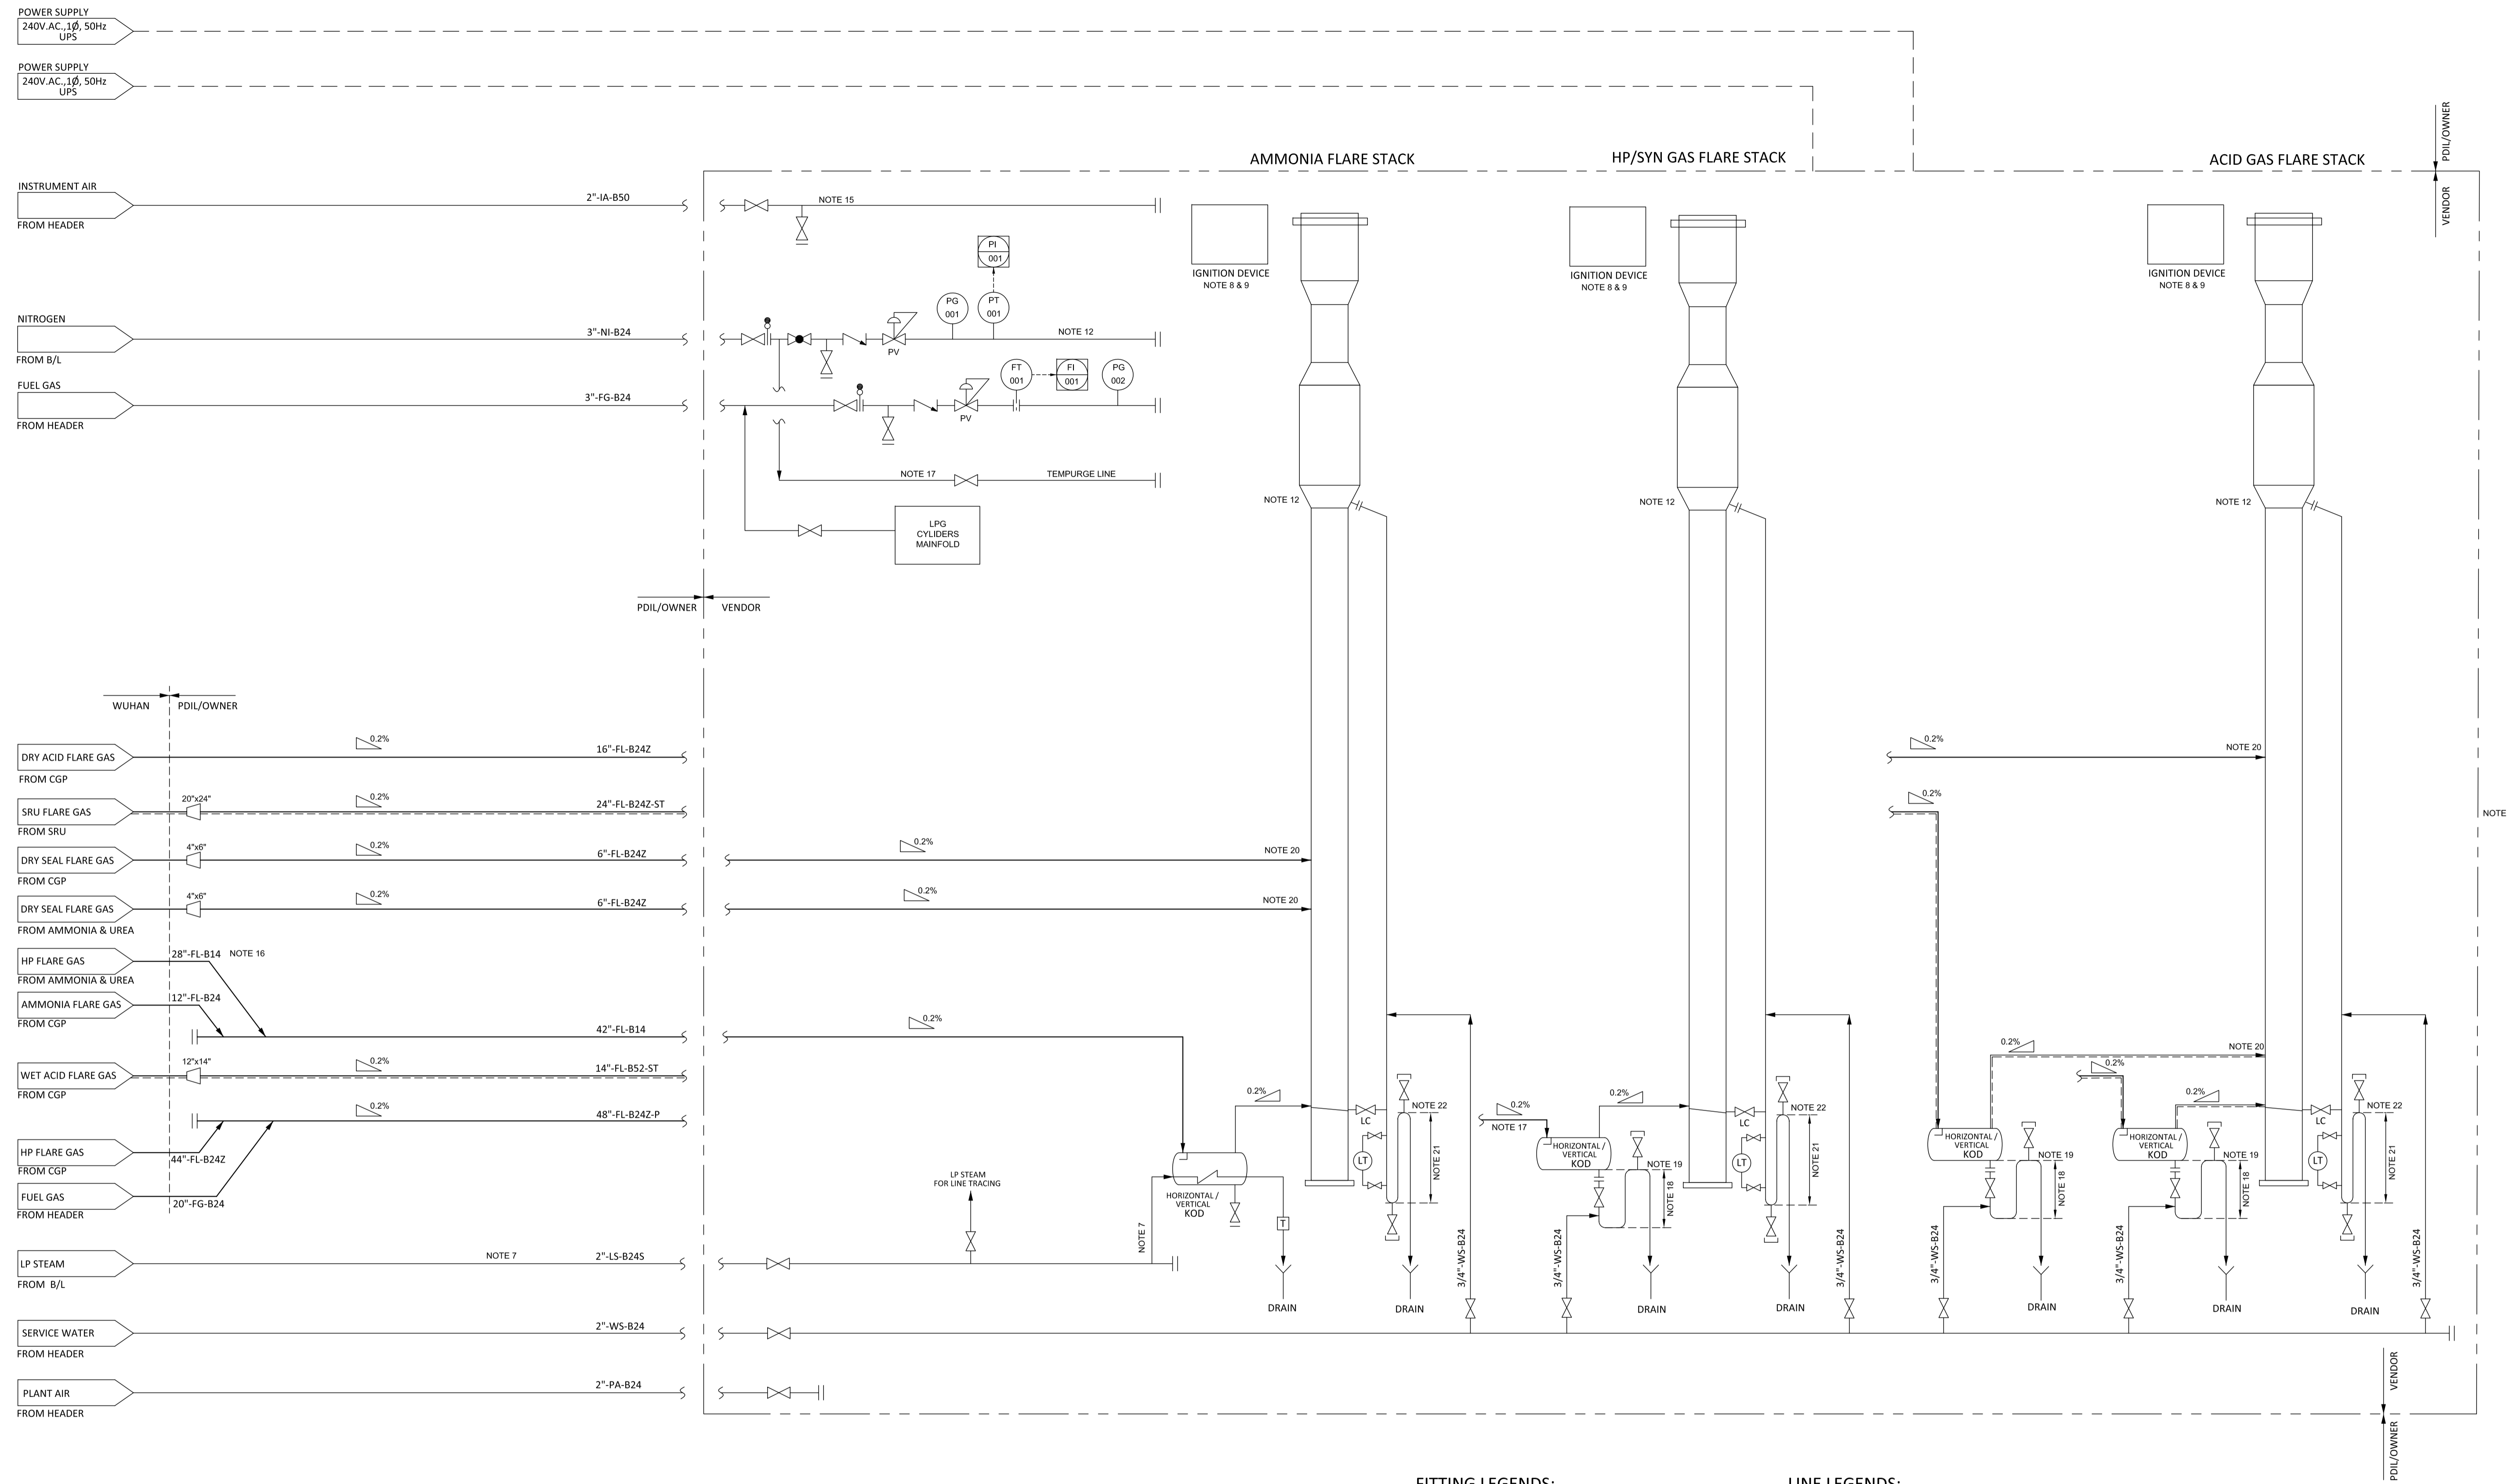 POWER SUPPLY
240V.AC.,1Ø, 50Hz
UPS
POWER SUPPLY
240V.AC.,1Ø, 50Hz
UPS
PDIL/OWNER
VENDOR
AMMONIA FLARE STACK
HP/SYN GAS FLARE STACK
ACID GAS FLARE STACK
INSTRUMENT AIR
FROM HEADER
2"-IA-B50
NOTE 15
PI
001
PG
001
PT
001
IGNITION DEVICE
NOTE 8 & 9
IGNITION DEVICE
NOTE 8 & 9
IGNITION DEVICE
NOTE 8 & 9
NITROGEN
FROM B/L
3"-NI-B24
PV
NOTE 12
FUEL GAS
FROM HEADER
3"-FG-B24
FT
001
FI
001
PG
002
PV
NOTE 17
TEMPURGE LINE
LPG
CYLIDERS
MAINFOLD
NOTE 12
NOTE 12
NOTE 12
PDIL/OWNER
VENDOR
WUHAN
PDIL/OWNER
DRY ACID FLARE GAS
FROM CGP
0.2%
16"-FL-B24Z
0.2%
NOTE 20
SRU FLARE GAS
FROM SRU
20"x24"
0.2%
24"-FL-B24Z-ST
0.2%
NOTE
DRY SEAL FLARE GAS
FROM CGP
4"x6"
0.2%
6"-FL-B24Z
0.2%
NOTE 20
DRY SEAL FLARE GAS
FROM AMMONIA & UREA
4"x6"
0.2%
6"-FL-B24Z
0.2%
NOTE 20
HP FLARE GAS
FROM AMMONIA & UREA
28"-FL-B14
NOTE 16
AMMONIA FLARE GAS
FROM CGP
12"-FL-B24
42"-FL-B14
0.2%
WET ACID FLARE GAS
FROM CGP
12"x14"
0.2%
14"-FL-B52-ST
0.2%
48"-FL-B24Z-P
HP FLARE GAS
FROM CGP
44"-FL-B24Z
FUEL GAS
FROM HEADER
20"-FG-B24
0.2%
HORIZONTAL /
VERTICAL
KOD
T
DRAIN
LC
LT
NOTE 22
NOTE 21
DRAIN
3/4"-WS-B24
0.2%
NOTE 17
HORIZONTAL /
VERTICAL
KOD
0.2%
NOTE 19
NOTE 18
3/4"-WS-B24
DRAIN
LC
LT
NOTE 22
NOTE 21
DRAIN
3/4"-WS-B24
0.2%
NOTE 20
HORIZONTAL /
VERTICAL
KOD
NOTE 19
NOTE 18
3/4"-WS-B24
DRAIN
0.2%
0.2%
HORIZONTAL /
VERTICAL
KOD
NOTE 19
NOTE 18
3/4"-WS-B24
DRAIN
LC
LT
NOTE 22
NOTE 21
DRAIN
3/4"-WS-B24
LP STEAM
FOR LINE TRACING
NOTE 7
LP STEAM
FROM B/L
NOTE 7
2"-LS-B24S
SERVICE WATER
FROM HEADER
2"-WS-B24
PLANT AIR
FROM HEADER
2"-PA-B24
VENDOR
PDIL/OWNER
FITTING LEGENDS:
LINE LEGENDS: